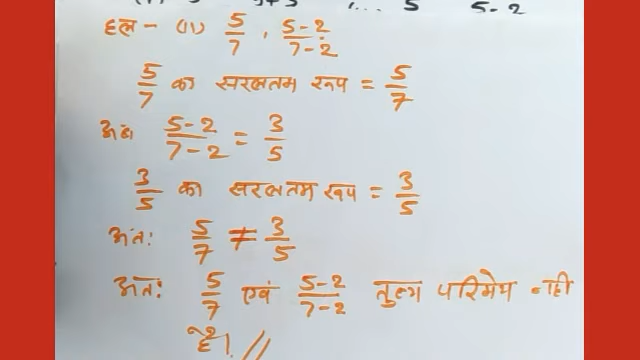 हल - (iv) 5/7 , 5-2/7-2
5/7 का सरलतम रूप = 5/7
अब 5-2/7-2 = 3/5
3/5 का सरलतम रूप = 3/5
अतः 5/7 ≠ 3/5
अतः 5/7 एवं 5-2/7-2 तुल्य परिमेय नही
है। //